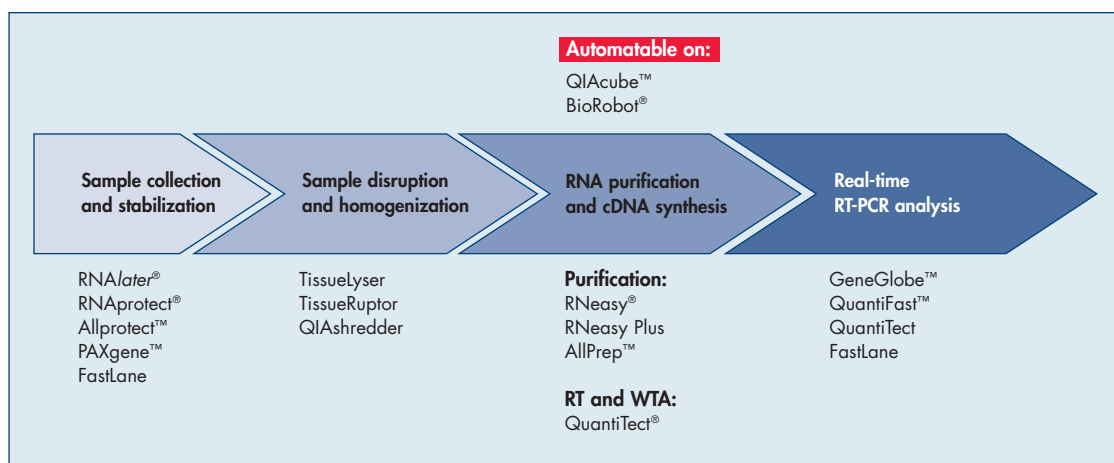 Automatable on:
QIAcube™
BioRobot®
Sample collection
and stabilization
Sample disruption
and homogenization
RNA purification
and cDNA synthesis
Real-time
RT-PCR analysis
RNAlater®
RNAprotect®
Allprotect™
PAXgene™
FastLane
TissueLyser
TissueRuptor
QIAshredder
Purification:
RNeasy®
RNeasy Plus
AllPrep™
RT and WTA:
QuantiTect®
GeneGlobe™
QuantiFast™
QuantiTect
FastLane